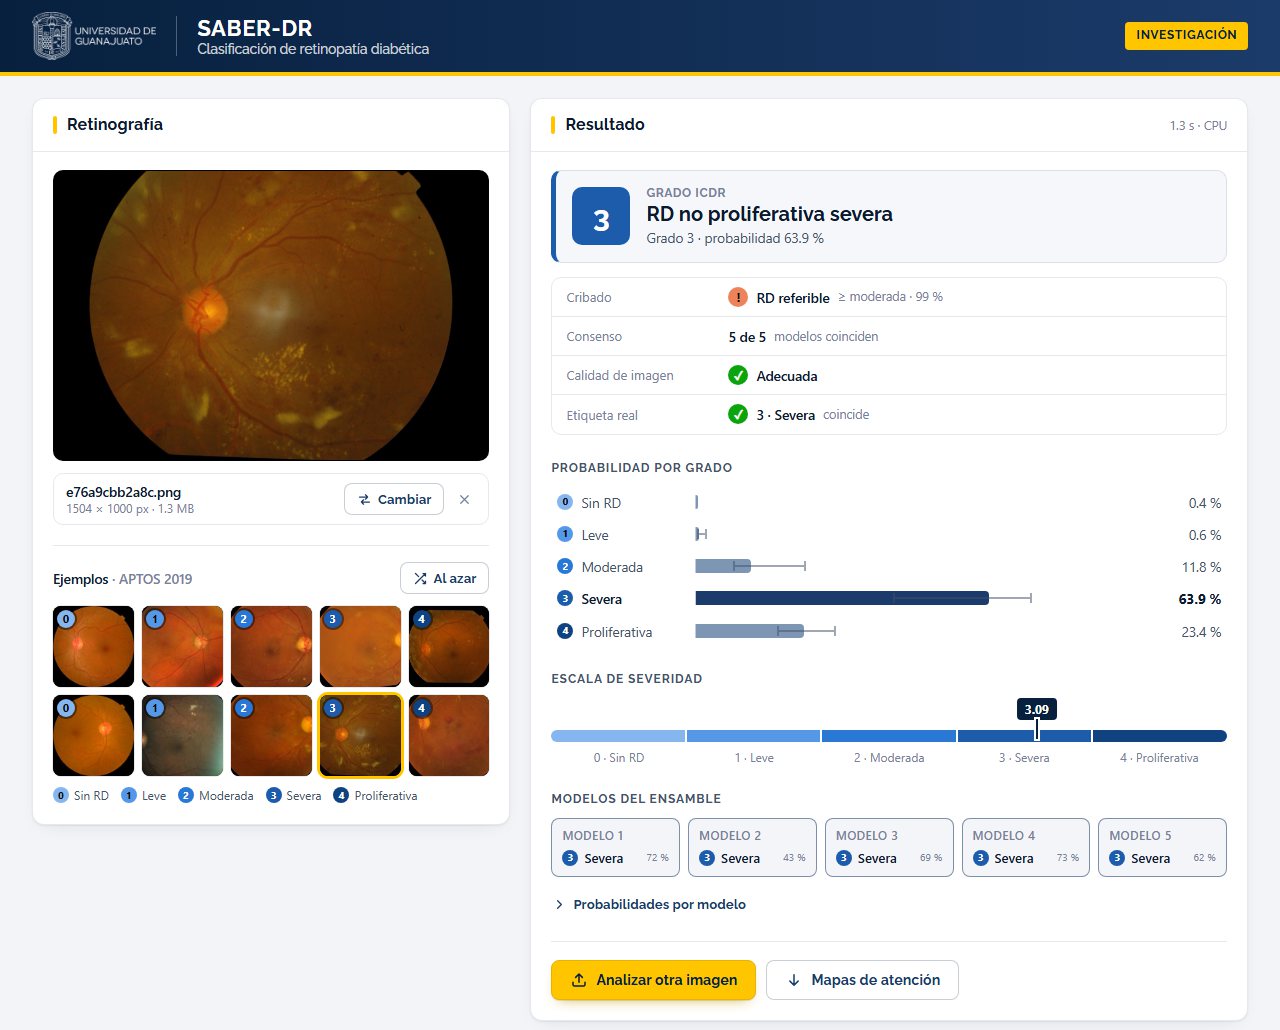 UNIVERSIDAD DE
GUANAJUATO
SABER-DR
Clasificación de retinopatía diabética
INVESTIGACIÓN
Retinografía
e76a9cbb2a8c.png
1504 × 1000 px · 1.3 MB
Cambiar
Ejemplos · APTOS 2019
Al azar
0 1 2 3 4
0 1 2 3 4
0 Sin RD 1 Leve 2 Moderada 3 Severa 4 Proliferativa
Resultado
1.3 s · CPU
3
GRADO ICDR
RD no proliferativa severa
Grado 3 · probabilidad 63.9 %
Cribado ! RD referible ≥ moderada · 99 %
Consenso 5 de 5 modelos coinciden
Calidad de imagen Adecuada
Etiqueta real 3 · Severa coincide
PROBABILIDAD POR GRADO
0 Sin RD 0.4 %
1 Leve 0.6 %
2 Moderada 11.8 %
3 Severa 63.9 %
4 Proliferativa 23.4 %
ESCALA DE SEVERIDAD
3.09
0 · Sin RD 1 · Leve 2 · Moderada 3 · Severa 4 · Proliferativa
MODELOS DEL ENSAMBLE
MODELO 1 MODELO 2 MODELO 3 MODELO 4 MODELO 5
3 Severa 72 % 3 Severa 43 % 3 Severa 69 % 3 Severa 73 % 3 Severa 62 %
Probabilidades por modelo
Analizar otra imagen
Mapas de atención